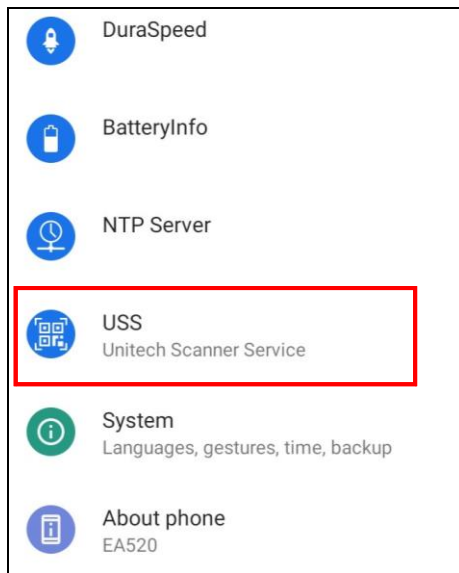 DuraSpeed
BatteryInfo
NTP Server
USS
Unitech Scanner Service
System
Languages, gestures, time, backup
About phone
EA520